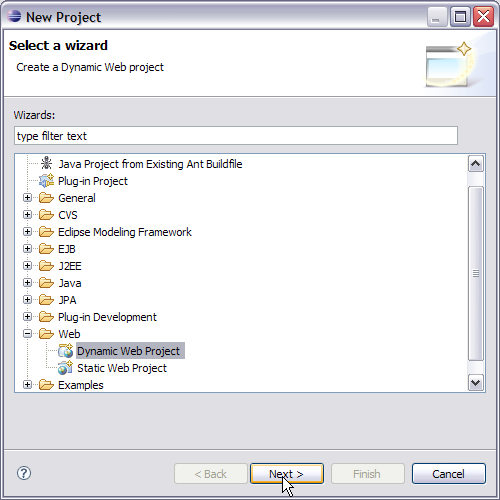 New Project
Select a wizard
Create a Dynamic Web project
Wizards:
type filter text
Java Project from Existing Ant Buildfile
Plug-in Project
General
CVS
Eclipse Modeling Framework
EJB
J2EE
Java
JPA
Plug-in Development
Web
Dynamic Web Project
Static Web Project
Examples
? < Back Next > Finish Cancel